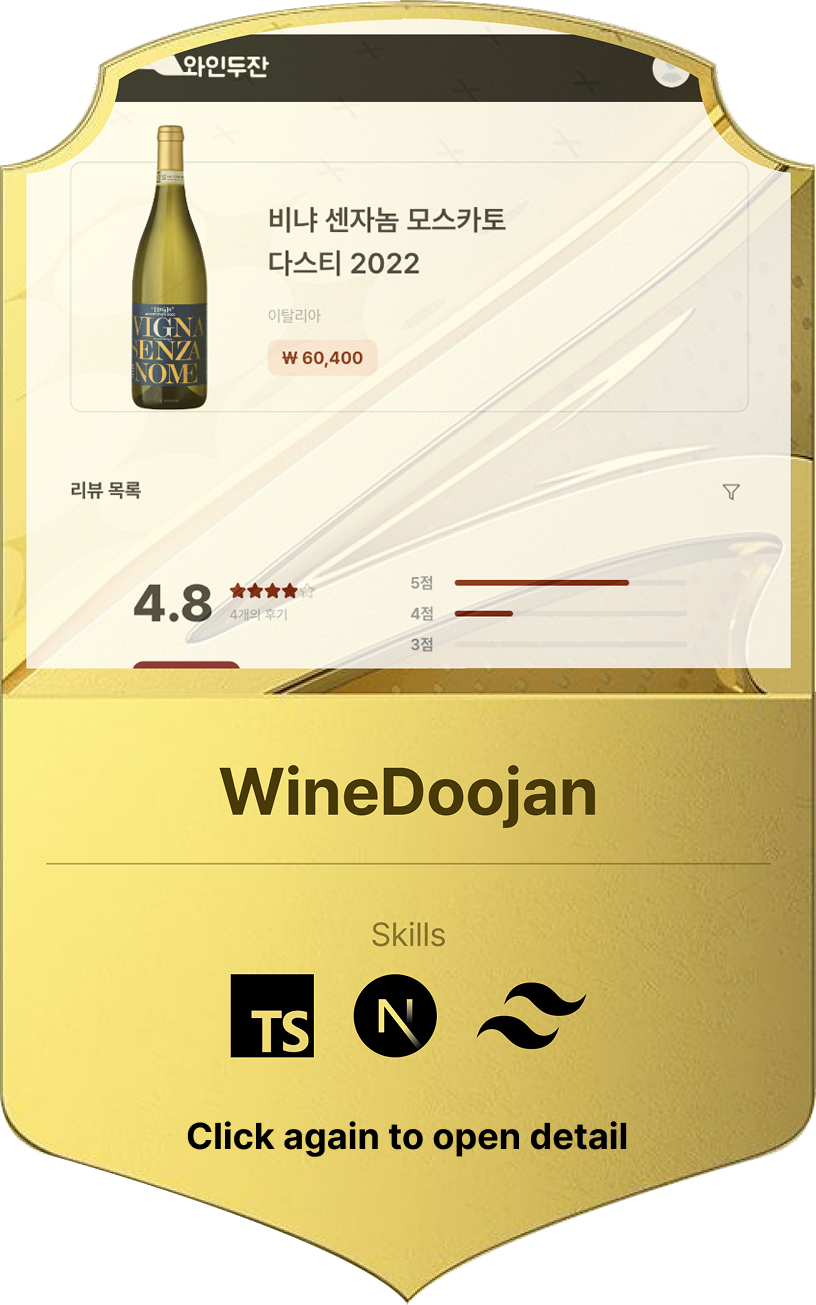 와인두잔
비냐 센자놈 모스카토
다스티 2022
이탈리아
₩ 60,400
VIGNA
SENZA
NOME
리뷰 목록
4.8
4개의 후기
5점
4점
3점
WineDoojan
Skills
TS
N
Click again to open detail